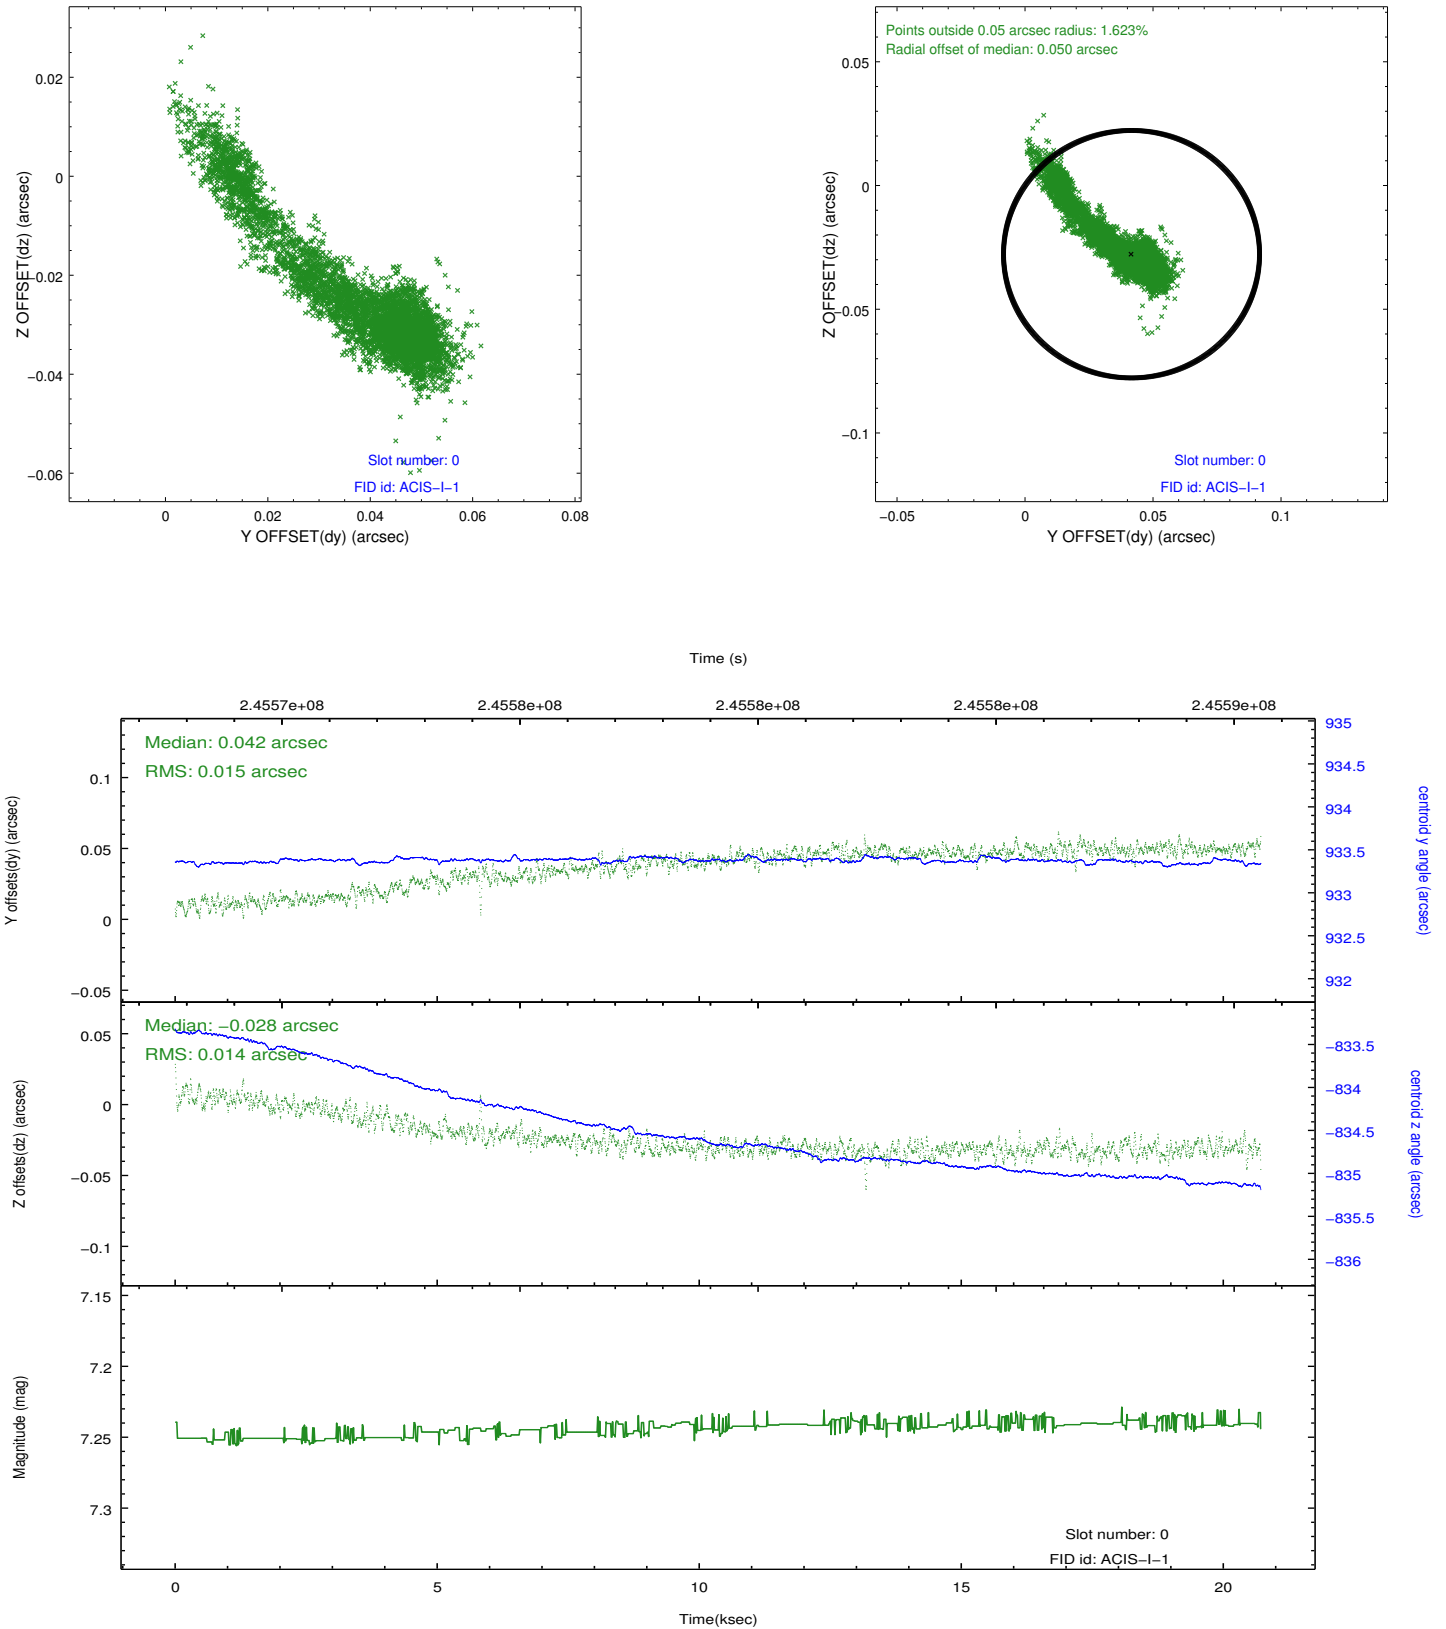 0.02
0
−0.02
−0.04
−0.06
Z OFFSET(dz) (arcsec)
Slot number: 0
FID id: ACIS−I−1
0
0.02
0.04
0.06
0.08
Y OFFSET(dy) (arcsec)
Points outside 0.05 arcsec radius: 1.623%
Radial offset of median: 0.050 arcsec
0.05
0
−0.05
−0.1
Z OFFSET(dz) (arcsec)
Slot number: 0
FID id: ACIS−I−1
−0.05
0
0.05
0.1
Y OFFSET(dy) (arcsec)
Time (s)
2.4557e+08
2.4558e+08
2.4558e+08
2.4558e+08
2.4559e+08
Median: 0.042 arcsec
RMS: 0.015 arcsec
0.1
0.05
0
−0.05
Y offsets(dy) (arcsec)
935
934.5
934
933.5
933
932.5
932
centroid y angle (arcsec)
Median: −0.028 arcsec
RMS: 0.014 arcsec
0.05
0
−0.05
−0.1
Z offsets(dz) (arcsec)
−833.5
−834
−834.5
−835
−835.5
−836
centroid z angle (arcsec)
7.15
7.2
7.25
7.3
Magnitude (mag)
Slot number: 0
FID id: ACIS−I−1
0
5
10
15
20
Time(ksec)